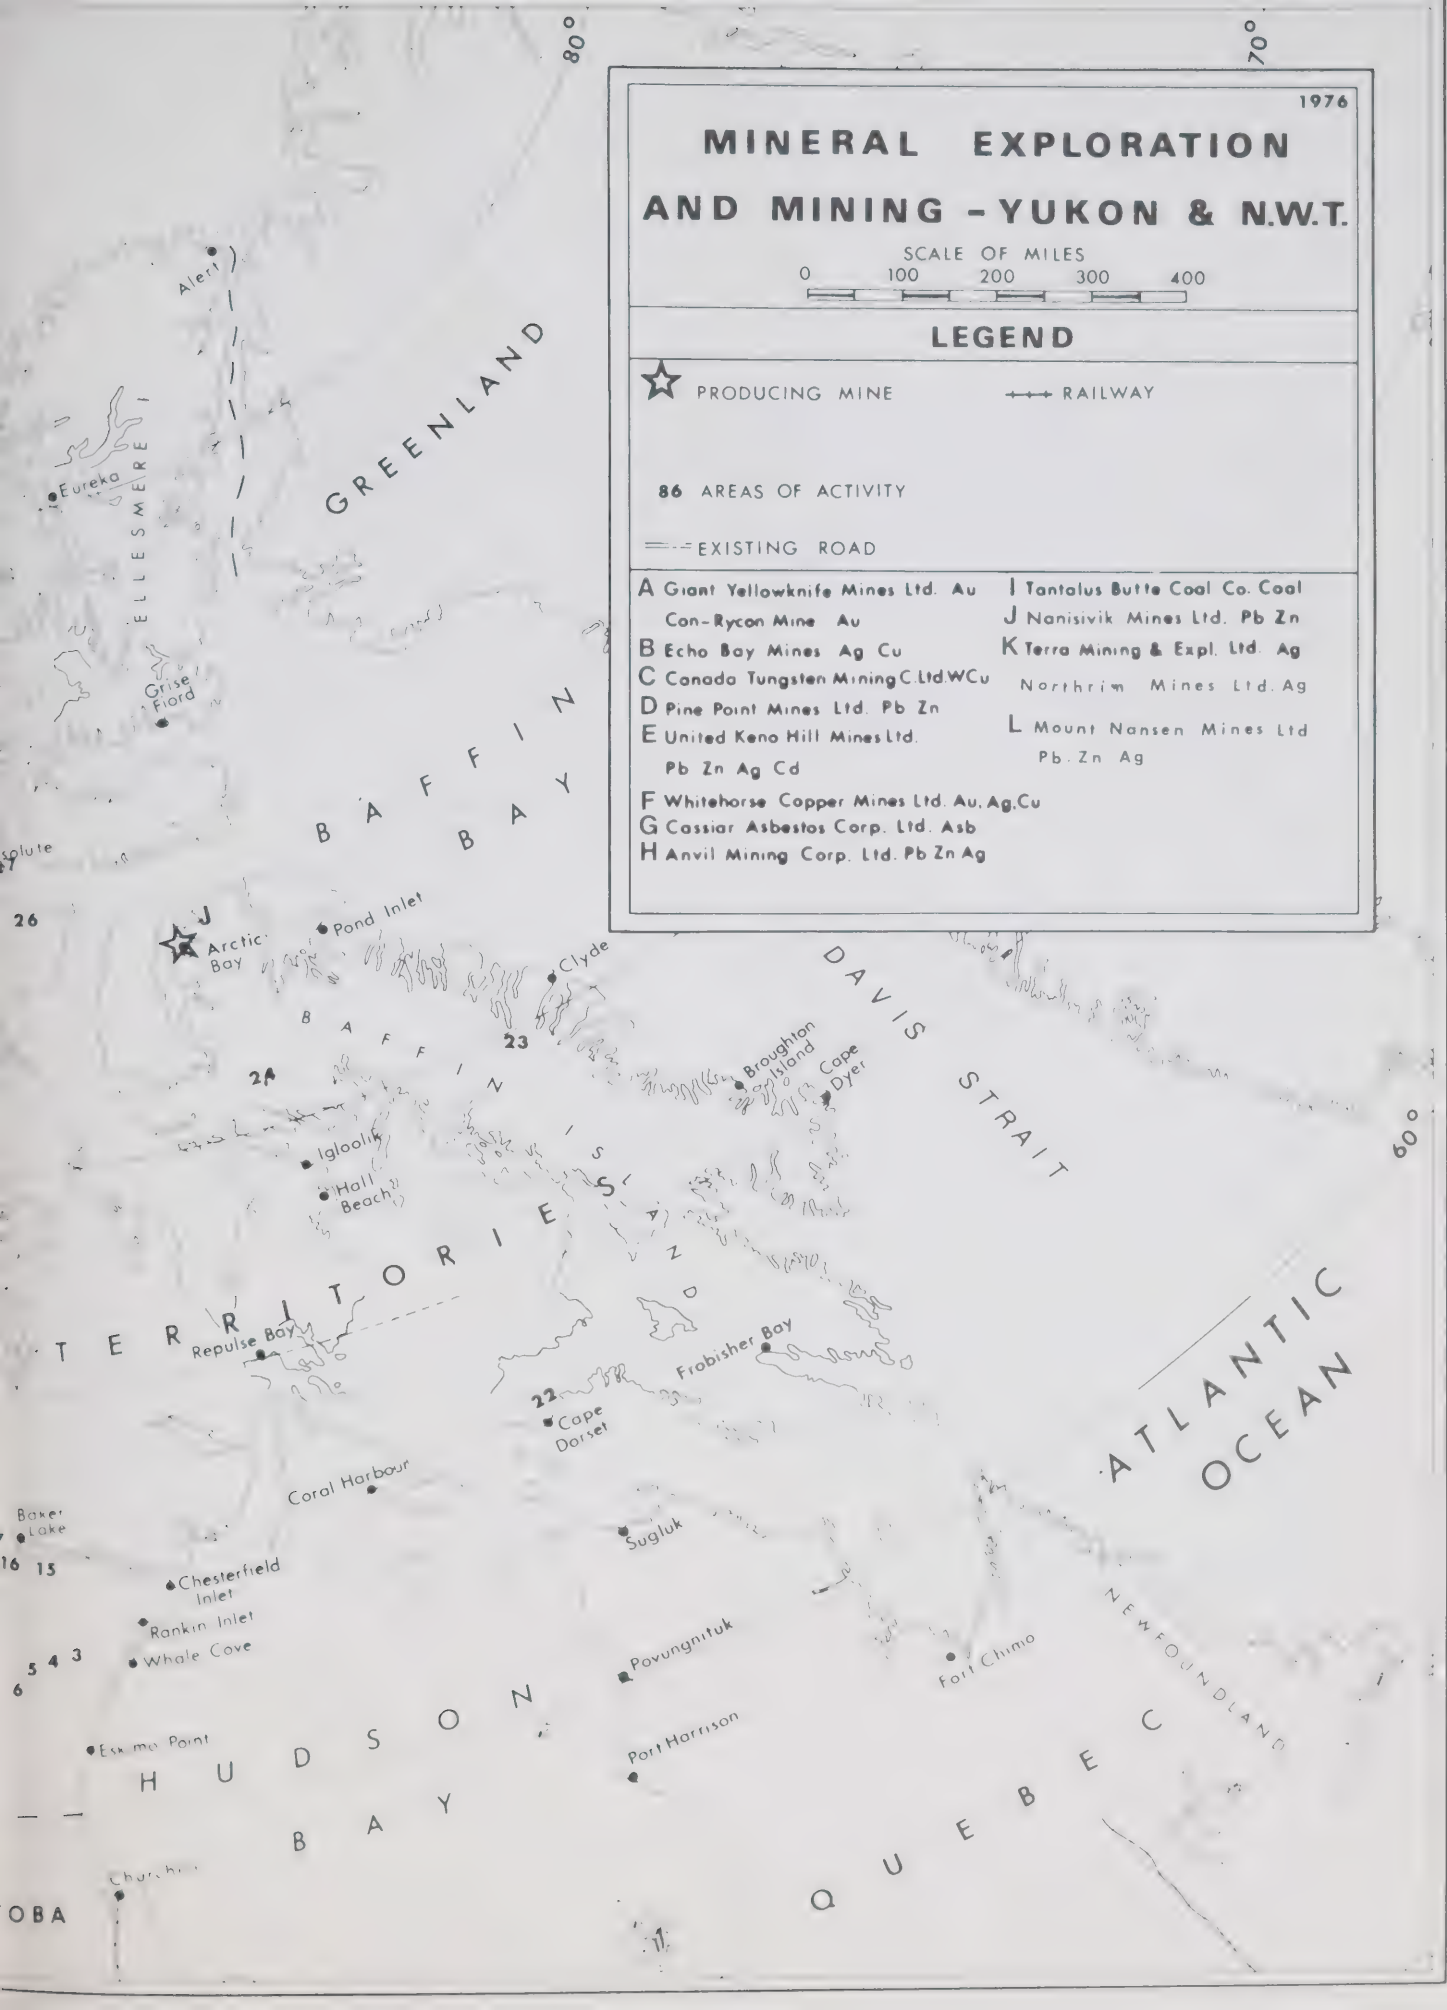 80°
70°
1976
MINERAL EXPLORATION
AND MINING - YUKON & N.W.T.
SCALE OF MILES
0 100 200 300 400
LEGEND
PRODUCING MINE
RAILWAY
86 AREAS OF ACTIVITY
EXISTING ROAD
A Giant Yellowknife Mines Ltd. Au
Con-Rycon Mine Au
B Echo Bay Mines Ag Cu
C Canada Tungsten Mining C.Ltd.WCu
D Pine Point Mines Ltd. Pb Zn
E United Keno Hill Mines Ltd.
Pb Zn Ag Cd
F Whitehorse Copper Mines Ltd. Au, Ag,Cu
G Cassiar Asbestos Corp. Ltd. Asb
H Anvil Mining Corp. Ltd. Pb Zn Ag
I Tantalus Butte Coal Co. Coal
J Nanisivik Mines Ltd. Pb Zn
K Terra Mining & Expl. Ltd. Ag
Northrim Mines Ltd. Ag
L Mount Nansen Mines Ltd
Pb. Zn Ag
Alert
GREENLAND
Eureka
ELLESMERE I
Grise
Fiord
BAFFIN
BAY
solute
26
J
Arctic
Bay
Pond Inlet
Clyde
DAVIS STRAIT
BAFFIN ISLAND
23
24
Broughton
Island
Cape
Dyer
60°
Igloolik
Hall
Beach
TERRITORIES
Repulse Bay
Frobisher Bay
22
Cape
Dorset
ATLANTIC
OCEAN
Coral Harbour
Baker
Lake
16 15
Sugluk
Chesterfield
Inlet
Rankin Inlet
Whale Cove
5 4 3
6
Povungnituk
Fort Chimo
NEWFOUNDLAND
Eskimo Point
HUDSON
BAY
Port Harrison
QUEBEC
OBA